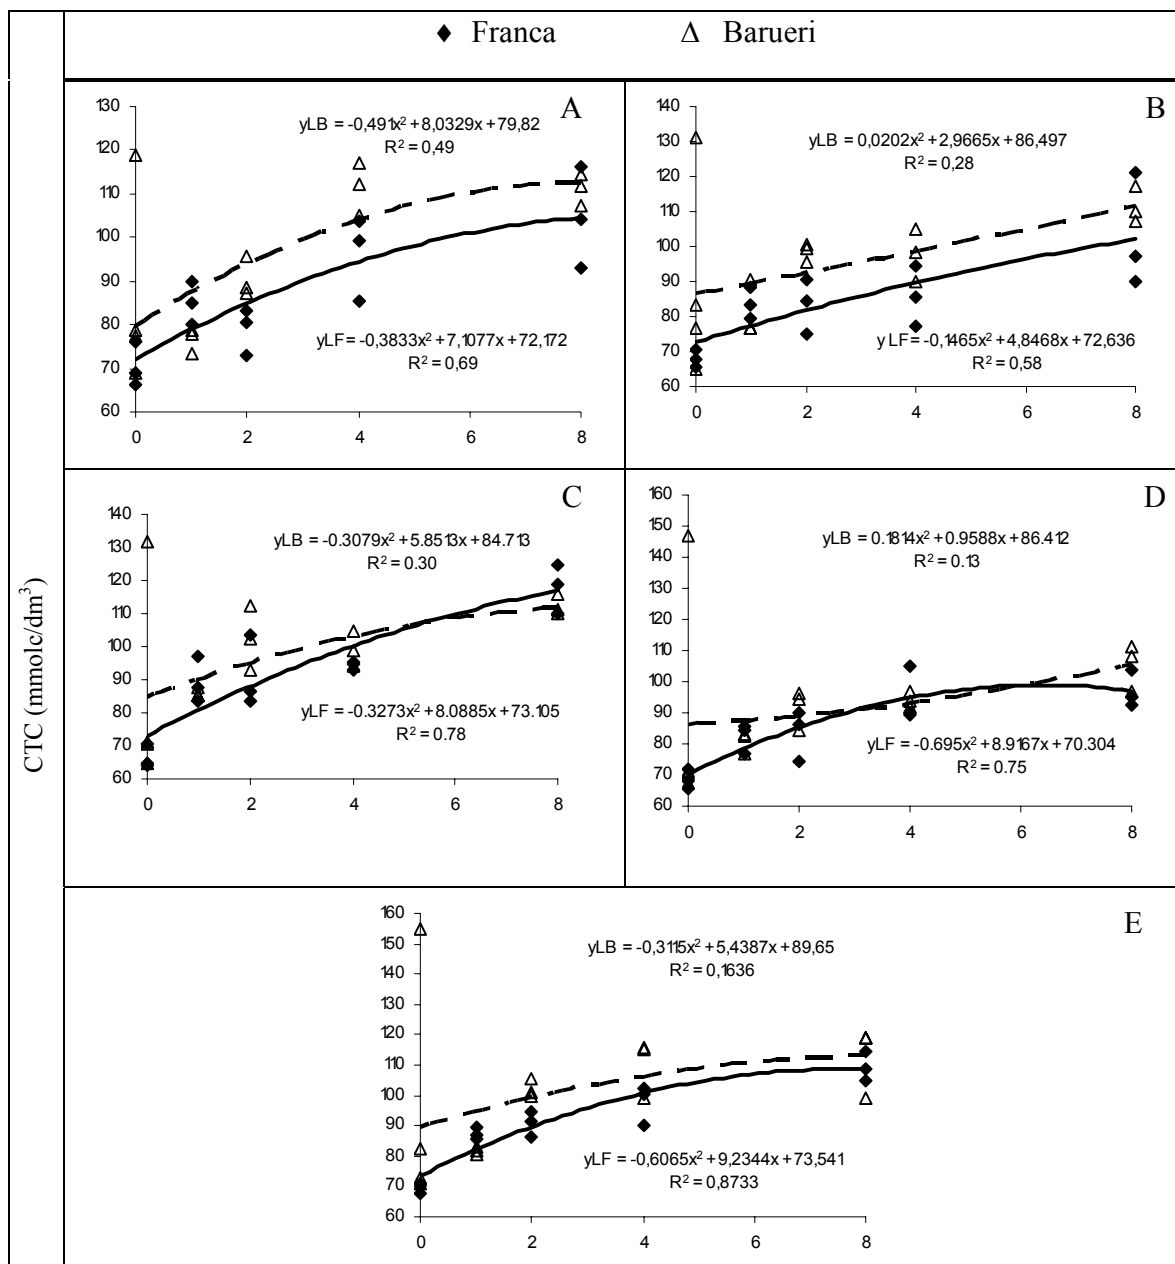 ◆ Franca Δ Barueri
CTC (mmolc/dm³)
A
130
120
110
100
90
80
70
60
0 2 4 6 8
yLB = -0,491x² + 8,0329x + 79,82
R² = 0,49
yLF = -0,3833x² + 7,1077x + 72,172
R² = 0,69
B
140
130
120
110
100
90
80
70
60
0 2 4 6 8
yLB = 0,0202x² + 2,9665x + 86,497
R² = 0,28
y LF = -0,1465x² + 4,8468x + 72,636
R² = 0,58
C
140
130
120
110
100
90
80
70
60
0 2 4 6 8
yLB = -0.3079x² + 5.8513x + 84.713
R² = 0.30
yLF = -0.3273x² + 8.0885x + 73.105
R² = 0.78
D
160
150
140
130
120
110
100
90
80
70
60
0 2 4 6 8
yLB = 0.1814x² + 0.9588x + 86.412
R² = 0.13
yLF = -0.695x² + 8.9167x + 70.304
R² = 0.75
E
160
150
140
130
120
110
100
90
80
70
60
0 2 4 6 8
yLB = -0,3115x² + 5,4387x + 89,65
R² = 0,1636
yLF = -0,6065x² + 9,2344x + 73,541
R² = 0,8733